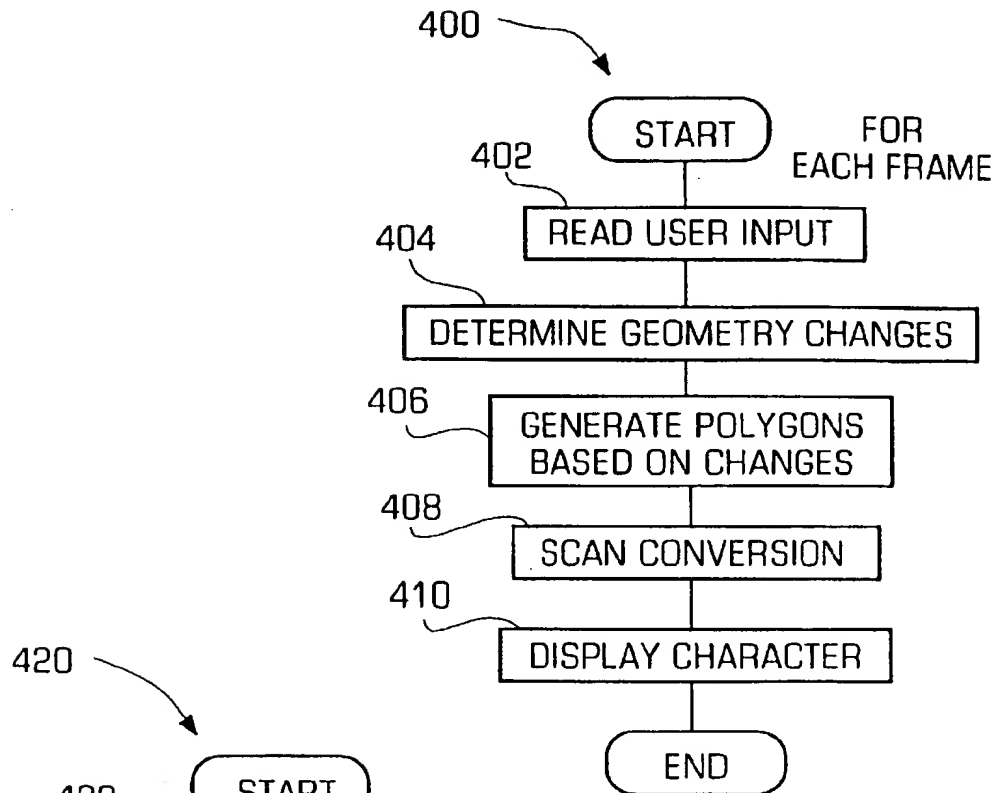 400
START
FOR
EACH FRAME
402
READ USER INPUT
404
DETERMINE GEOMETRY CHANGES
406
GENERATE POLYGONS
BASED ON CHANGES
408
SCAN CONVERSION
410
DISPLAY CHARACTER
END
420
START